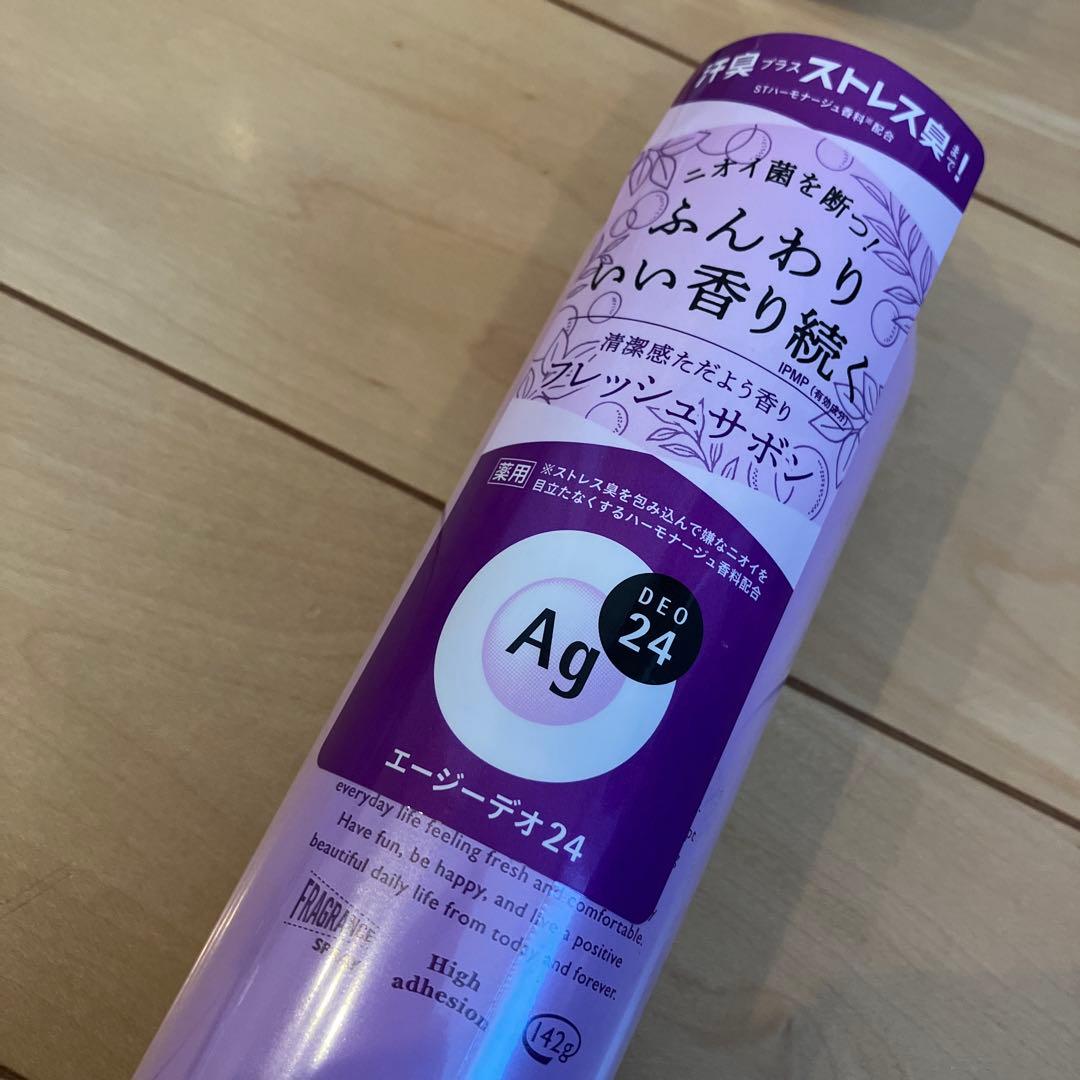 汗臭プラスストレス臭まで!
STハーモナージュ香料※配合
ニオイ菌を断つ!
ふんわり
いい香り続く
IPMP(有効成分)
清潔感ただよう香り
フレッシュサボン
薬用
※ストレス臭を包み込んで嫌なニオイを
目立たなくするハーモナージュ香料配合
Ag
DEO
24
エージーデオ24
everyday life feeling fresh and comfortable.
Have fun, be happy, and live a positive
beautiful daily life from today and forever.
FRAGRANCE
SPRAY
High
adhesion
142g